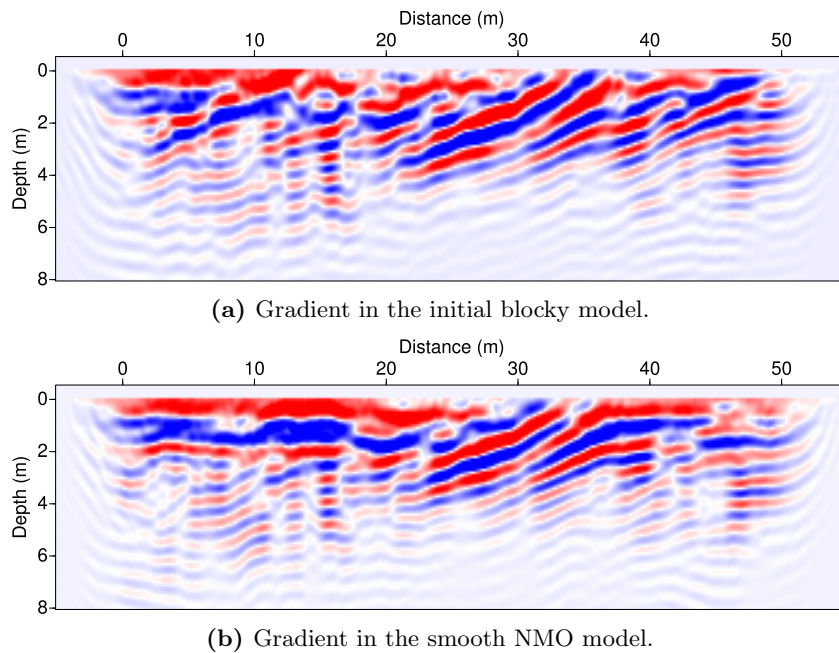 Distance (m)
0 10 20 30 40 50
Depth (m)
0
2
4
6
8
(a) Gradient in the initial blocky model.
Distance (m)
0 10 20 30 40 50
Depth (m)
0
2
4
6
8
(b) Gradient in the smooth NMO model.